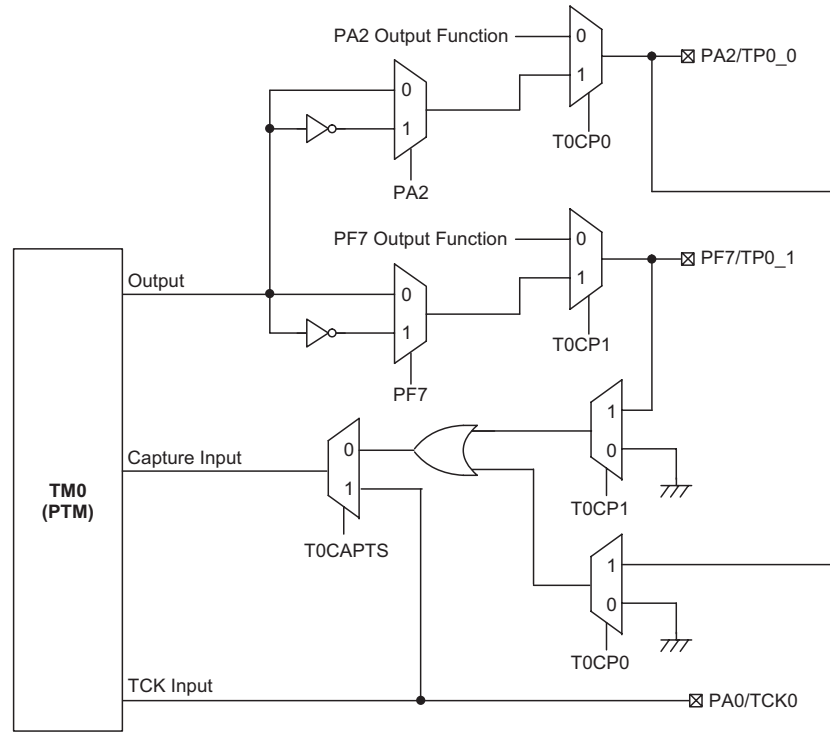 PA2 Output Function
0
1
T0CP0
PA2/TP0_0
0
1
PA2
PF7 Output Function
0
1
T0CP1
PF7/TP0_1
Output
0
1
PF7
TM0
(PTM)
Capture Input
0
1
T0CAPTS
1
0
T0CP1
1
0
T0CP0
TCK Input
PA0/TCK0